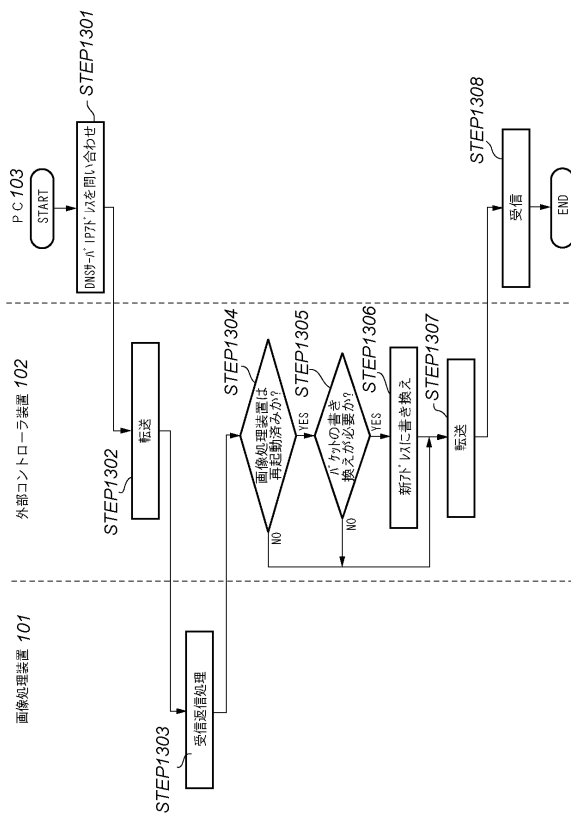 画像処理装置 101
外部コントローラ装置 102
PC 103
START
DNSサーバIPアドレスを問い合わせ
STEP1301
転送
STEP1302
受信返信処理
STEP1303
画像処理装置は
再起動済みか?
STEP1304
YES
NO
パケットの書き
換えが必要か?
STEP1305
YES
NO
新アドレスに書き換え
STEP1306
転送
STEP1307
受信
STEP1308
END